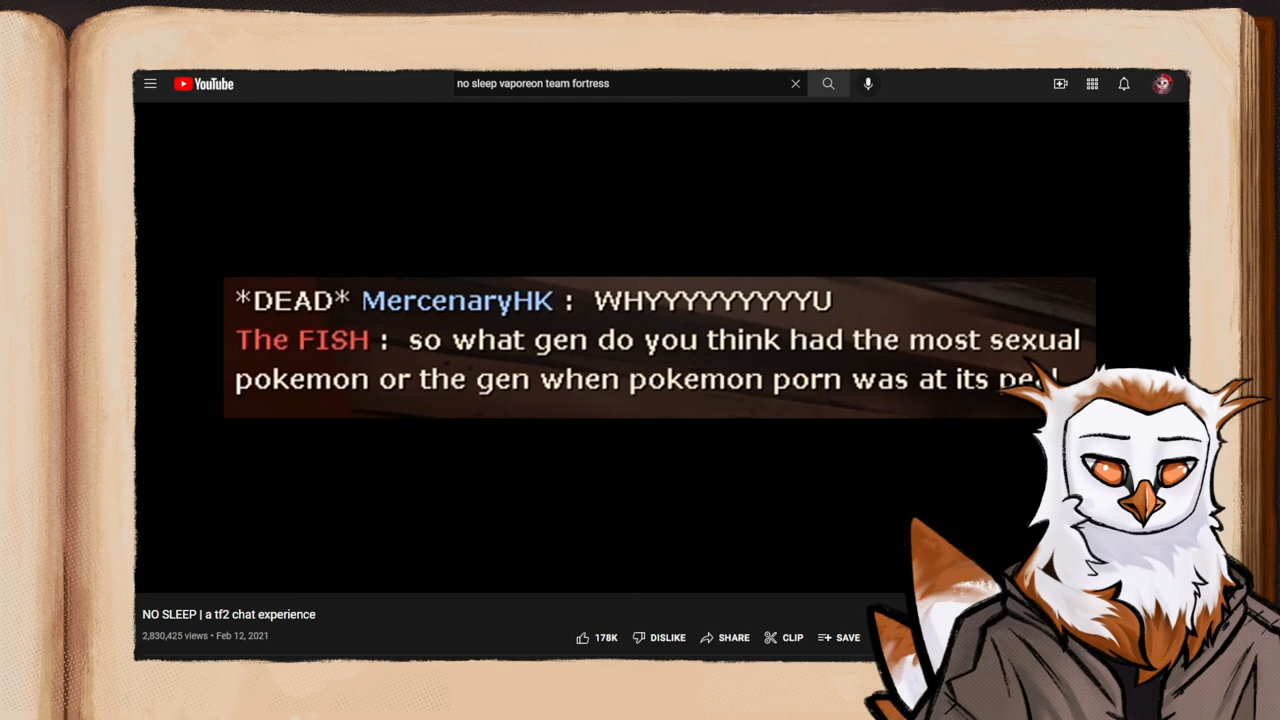 YouTube
no sleep vaporeon team fortress
*DEAD* MercenaryHK : WHYYYYYYYYYU
The FISH : so what gen do you think had the most sexual
pokemon or the gen when pokemon porn was at its
NO SLEEP | a tf2 chat experience
2,830,425 views • Feb 12, 2021
178K
DISLIKE
SHARE
CLIP
SAVE